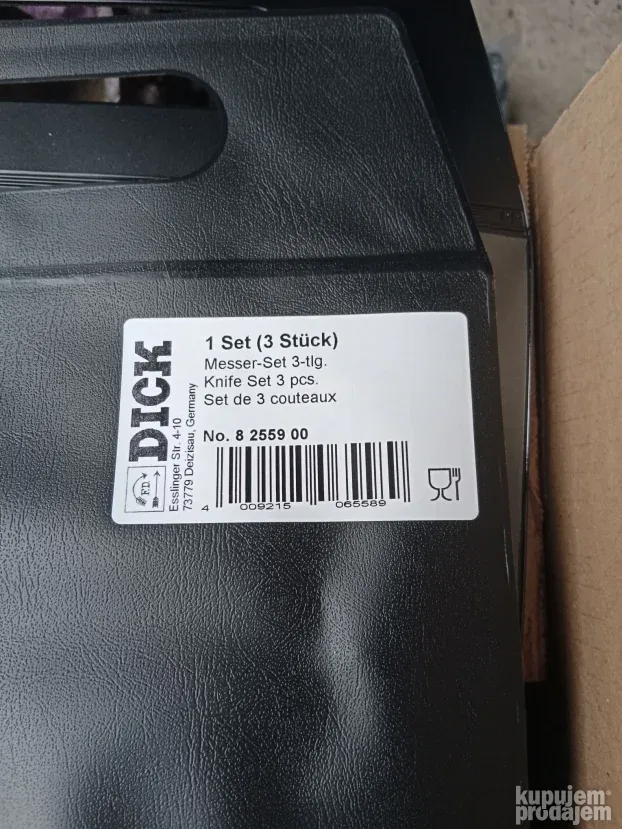 DICK
F.D.
Esslinger Str. 4-10
73779 Deizisau, Germany
1 Set (3 Stück)
Messer-Set 3-tlg.
Knife Set 3 pcs.
Set de 3 couteaux
No. 8 2559 00
4 009215 065589
kupujem
prodajem